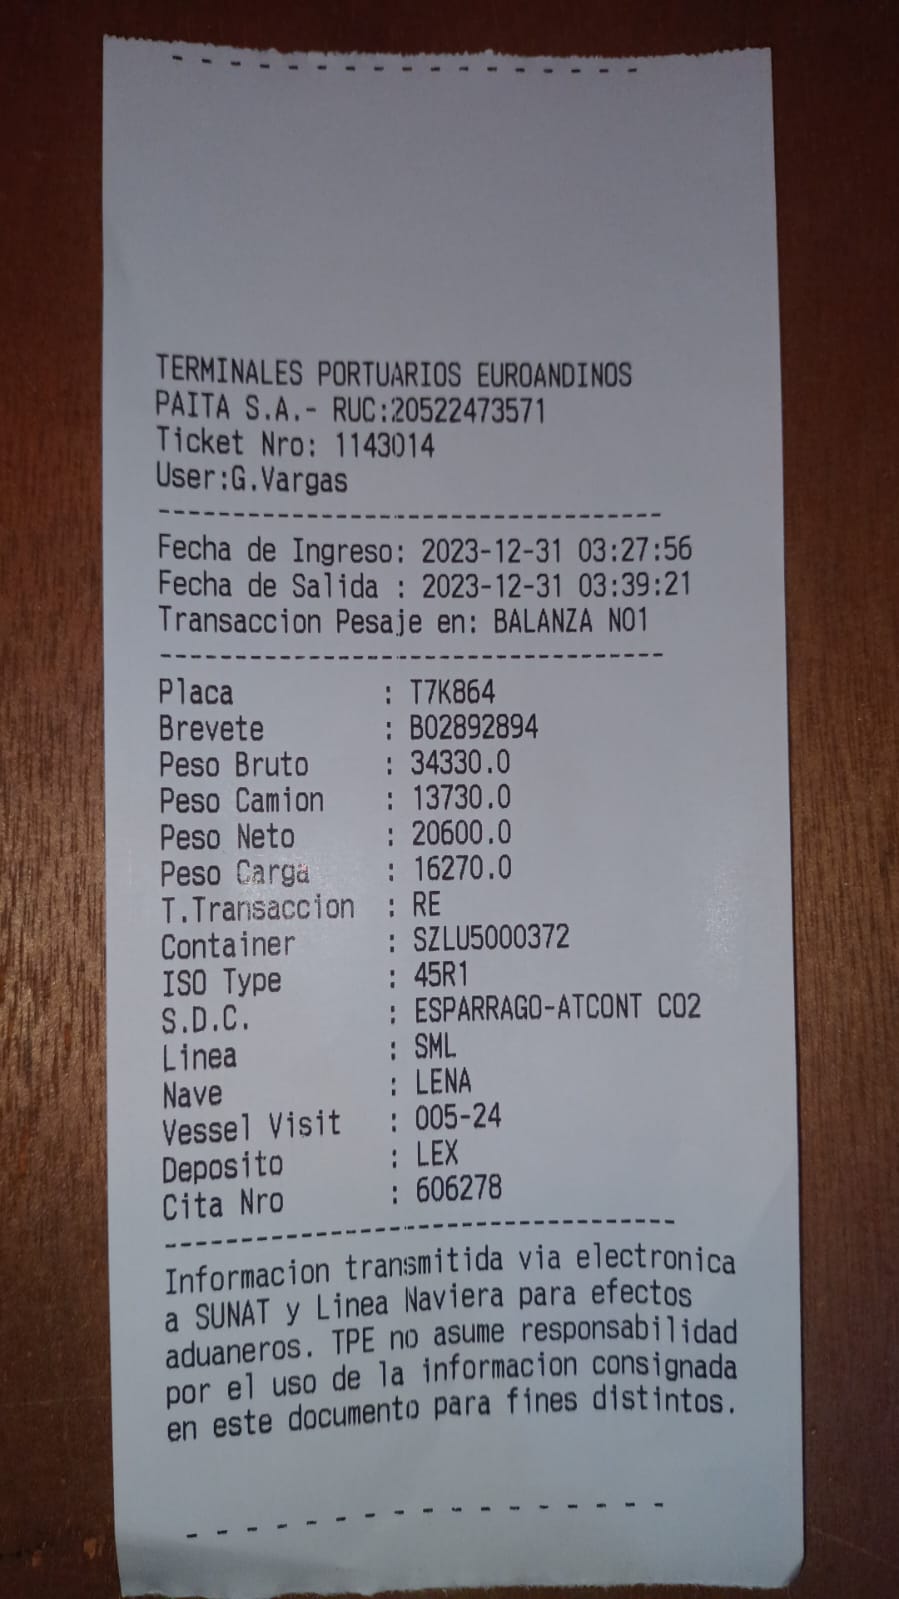 TERMINALES PORTUARIOS EUROANDINOS
PAITA S.A.- RUC:20522473571
Ticket Nro: 1143014
User:G.Vargas
Fecha de Ingreso: 2023-12-31 03:27:56
Fecha de Salida : 2023-12-31 03:39:21
Transaccion Pesaje en: BALANZA NO1
Placa : T7K864
Brevete : B02892894
Peso Bruto : 34330.0
Peso Camion : 13730.0
Peso Neto : 20600.0
Peso Carga : 16270.0
T.Transaccion : RE
Container : SZLU5000372
ISO Type : 45R1
S.D.C. : ESPARRAGO-ATCONT CO2
Linea : SML
Nave : LENA
Vessel Visit : 005-24
Deposito : LEX
Cita Nro : 606278
Informacion transmitida via electronica
a SUNAT y Linea Naviera para efectos
aduaneros. TPE no asume responsabilidad
por el uso de la informacion consignada
en este documento para fines distintos.